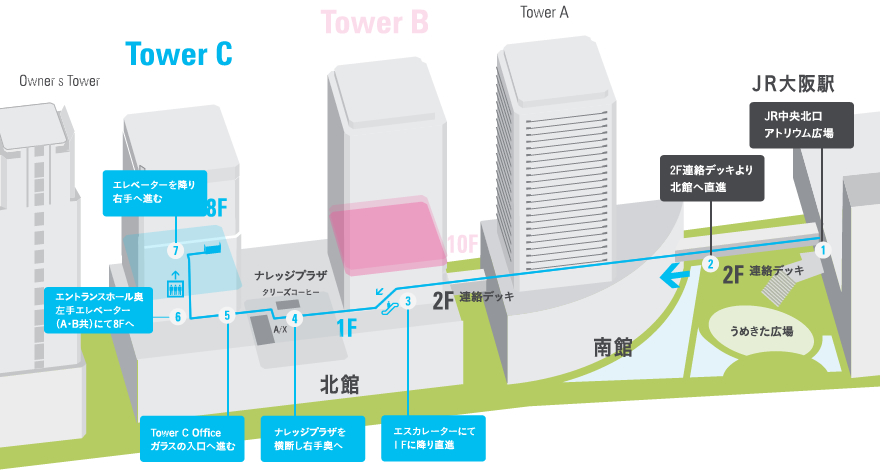 Tower A
Tower B
Tower C
Owner s Tower
JR大阪駅
JR中央北口
アトリウム広場
2F連絡デッキより
北館へ直進
エレベーターを降り
右手へ進む
8F
7
10F
1
2
2F 連絡デッキ
ナレッジプラザ
タリーズコーヒー
2F 連絡デッキ
エントランスホール奥
左手エレベーター
(A・B共)にて8Fへ
6
5
4
3
A/X
1F
うめきた広場
南館
北館
Tower C Office
ガラスの入口へ進む
ナレッジプラザを
横断し右手奥へ
エスカレーターにて
1Fに降り直進